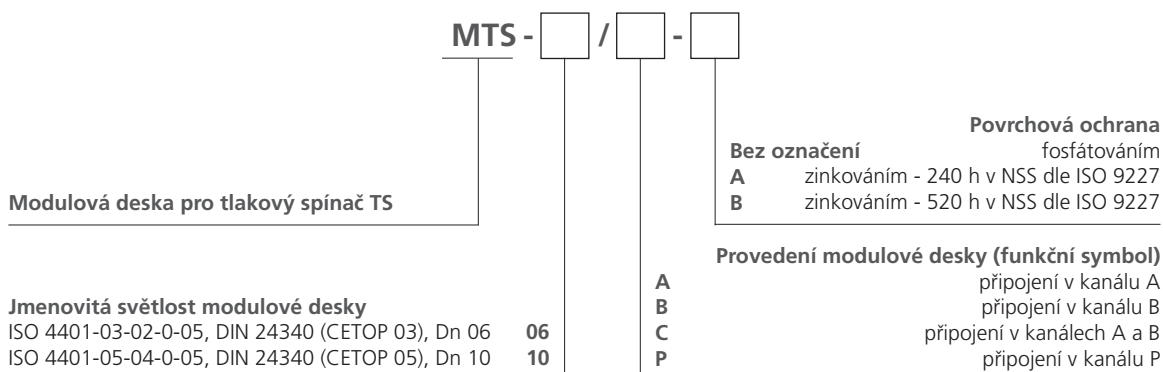 MTS - / -
Povrchová ochrana
Bez označení fosfátováním
A zinkováním - 240 h v NSS dle ISO 9227
B zinkováním - 520 h v NSS dle ISO 9227
Modulová deska pro tlakový spínač TS
Provedení modulové desky (funkční symbol)
A připojení v kanálu A
B připojení v kanálu B
C připojení v kanálech A a B
P připojení v kanálu P
Jmenovitá světlost modulové desky
ISO 4401-03-02-0-05, DIN 24340 (CETOP 03), Dn 06 06
ISO 4401-05-04-0-05, DIN 24340 (CETOP 05), Dn 10 10